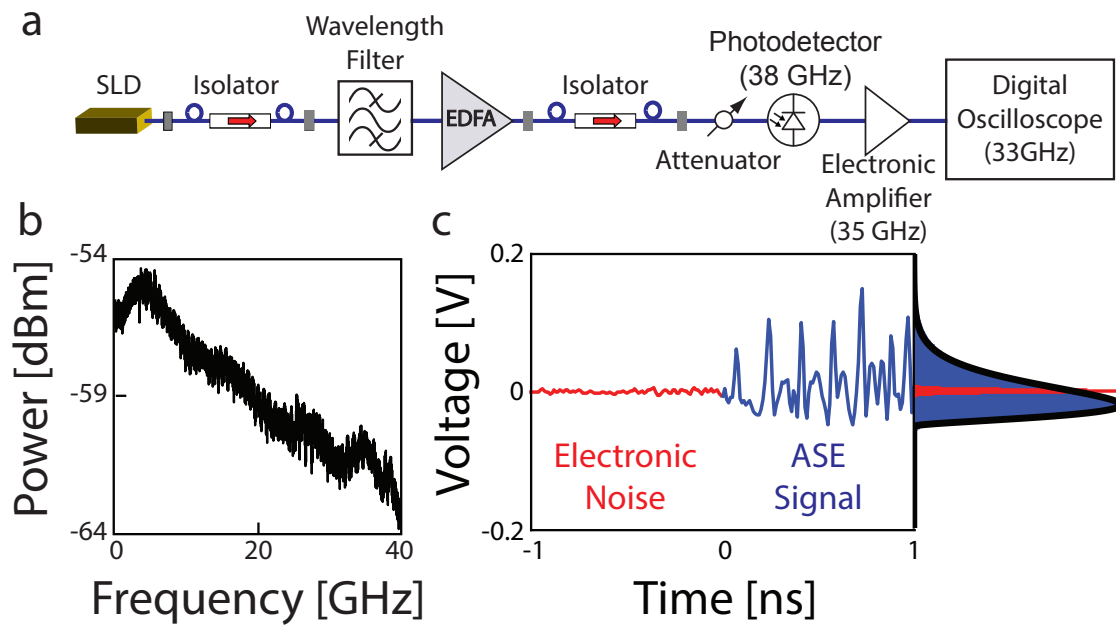 a
SLD
Isolator
Wavelength
Filter
EDFA
Isolator
Attenuator
Photodetector
(38 GHz)
Electronic
Amplifier
(35 GHz)
Digital
Oscilloscope
(33GHz)
b
Power [dBm]
-54
-59
-64
0
20
40
Frequency [GHz]
c
Voltage [V]
0.2
0
-0.2
Electronic
Noise
ASE
Signal
-1
0
1
Time [ns]